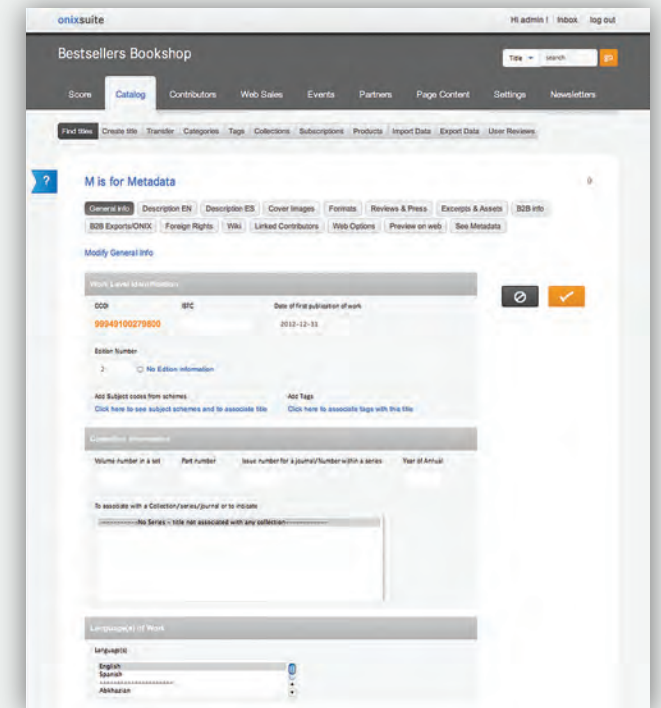 onixsuite Hi admin ! Inbox log out
Bestsellers Bookshop Title search go
Score Catalog Contributors Web Sales Events Partners Page Content Settings Newsletters
Find titles Create title Transfer Categories Tags Collections Subscriptions Products Import Data Export Data User Reviews
?
M is for Metadata
General info Description EN Description ES Cover Images Formats Reviews & Press Excerpts & Assets B2B info
B2B Exports/ONIX Foreign Rights Wiki Linked Contributors Web Options Preview on web See Metadata
Modify General Info
Work Level Identification
ISTC Date of first publication of work
99949100279800 2012-12-31
Edition Number
2 No Edition information
Add Subject codes from schemes Add Tags
Click here to see subject schemes and to associate title Click here to associate tags with this title
Volume number in a set Part number Issue number for a journal/Number within a series Year of Annual
To associate with a Collection/series/journal or to indicate
------------No Series - title not associated with any collection------------
Language(s) of Work
Language(s)
English
Spanish
--------------------
Abkhazian